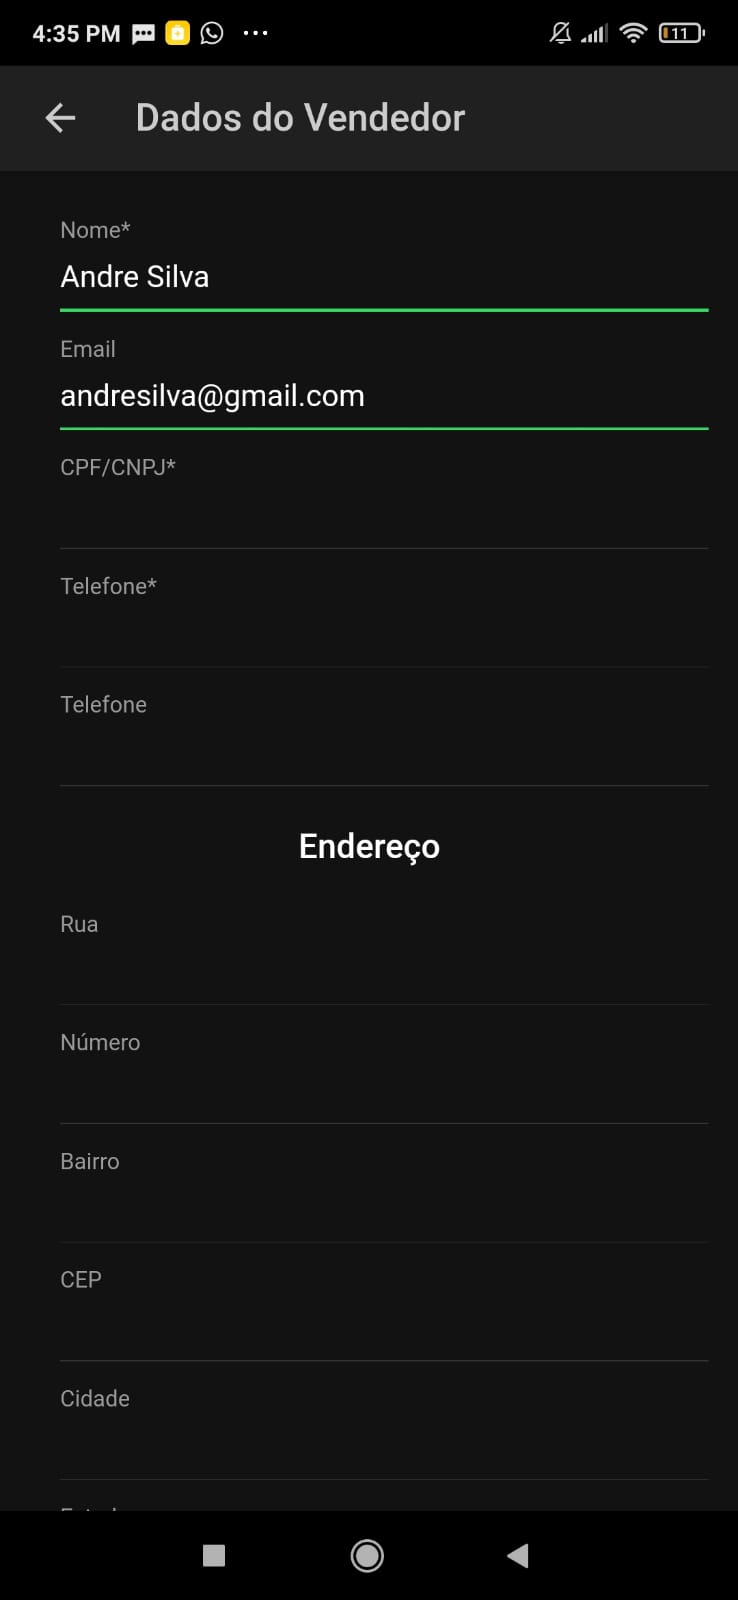 4:35 PM
11
Dados do Vendedor
Nome*
Andre Silva
Email
andresilva@gmail.com
CPF/CNPJ*
Telefone*
Telefone
Endereço
Rua
Número
Bairro
CEP
Cidade